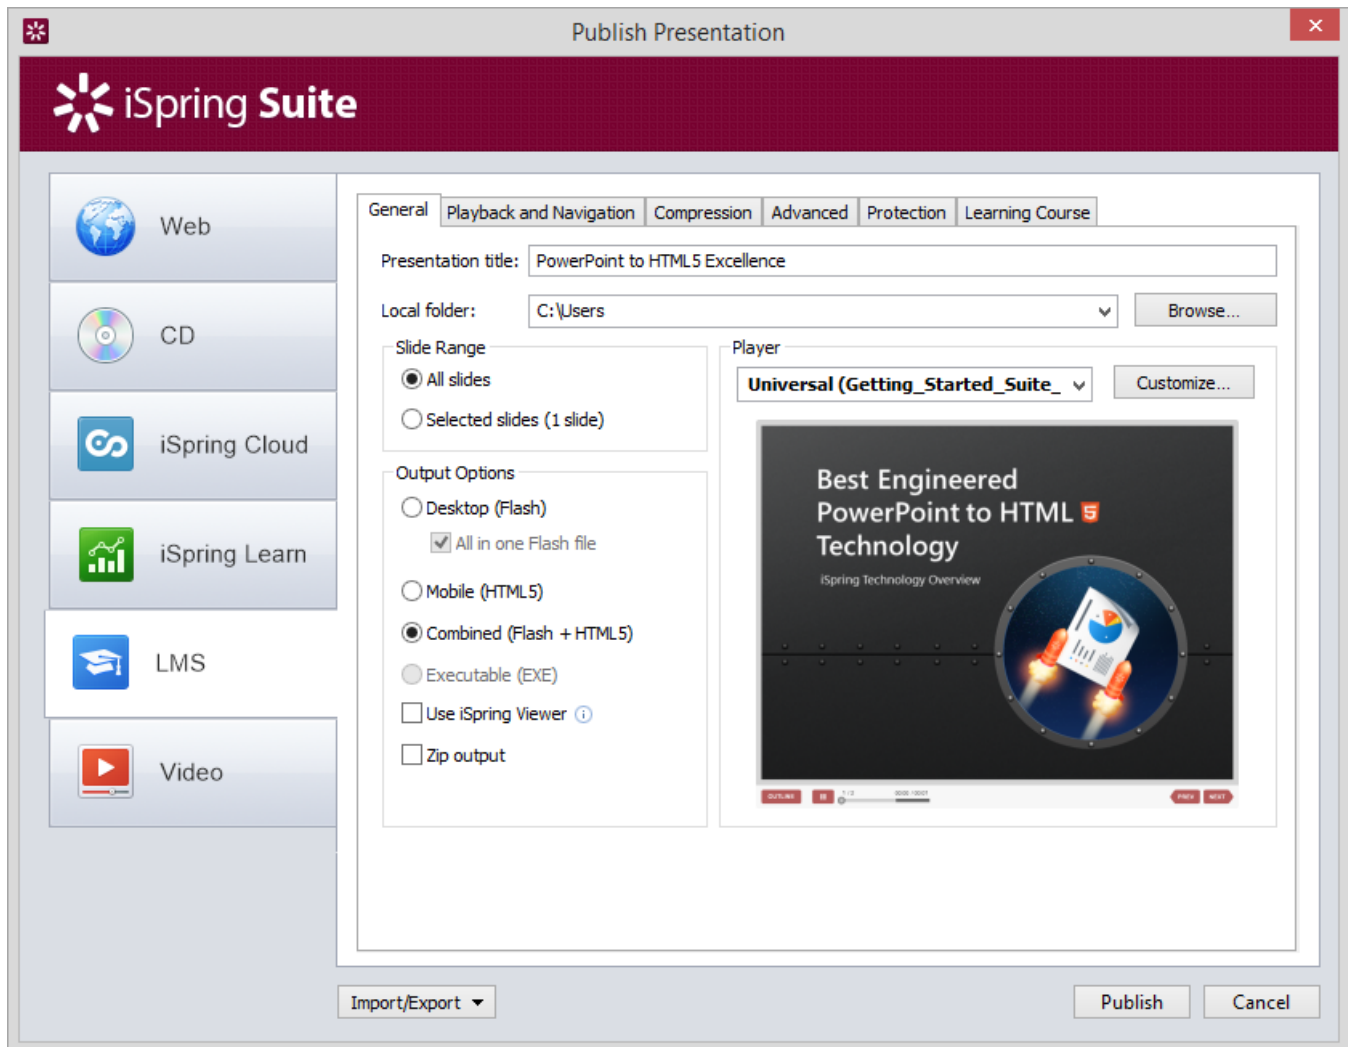 Publish Presentation
iSpring Suite
Web
CD
iSpring Cloud
iSpring Learn
LMS
Video
General Playback and Navigation Compression Advanced Protection Learning Course
Presentation title: PowerPoint to HTML5 Excellence
Local folder: C:\Users Browse...
Slide Range
All slides
Selected slides (1 slide)
Output Options
Desktop (Flash)
All in one Flash file
Mobile (HTML5)
Combined (Flash + HTML5)
Executable (EXE)
Use iSpring Viewer
Zip output
Player
Universal (Getting_Started_Suite_ Customize...
Best Engineered
PowerPoint to HTML 5
Technology
iSpring Technology Overview
OUTLINE PREV NEXT
Import/Export Publish Cancel